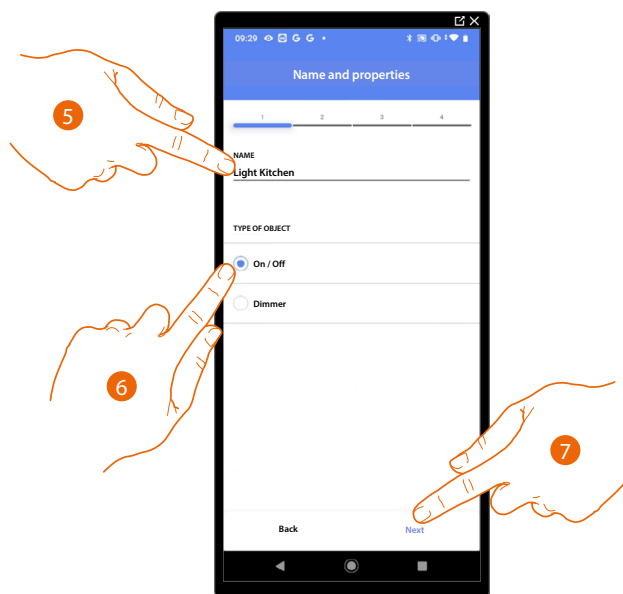 09:29 G G
Name and properties
1 2 3 4
NAME
Light Kitchen
TYPE OF OBJECT
On / Off
Dimmer
Back Next
5
6
7